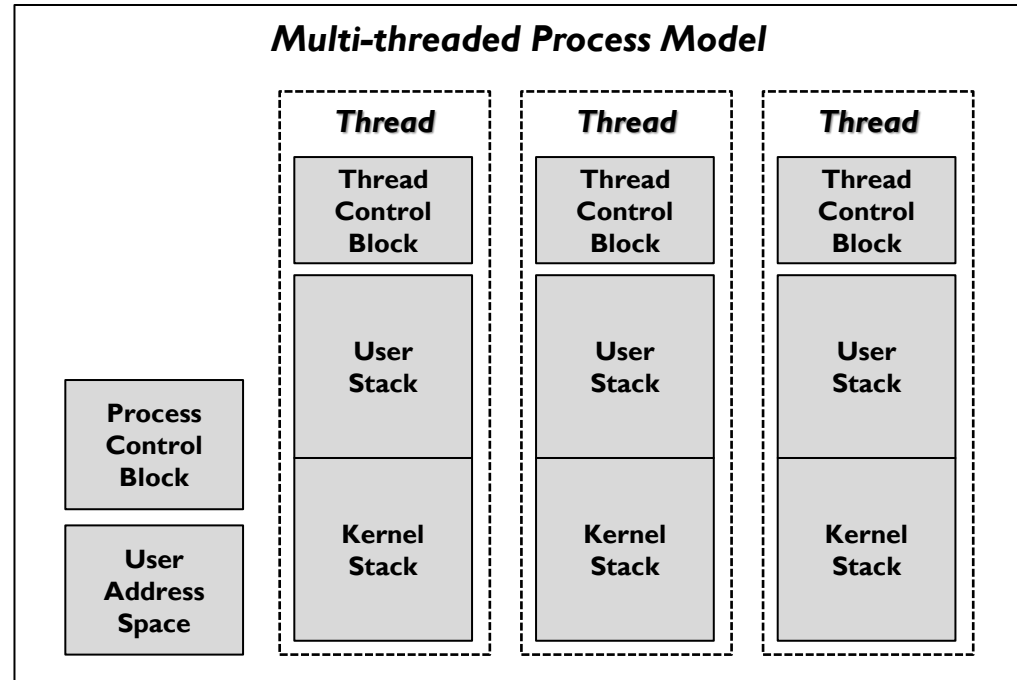 Multi-threaded Process Model
Thread
Thread
Control
Block
User
Stack
Kernel
Stack
Thread
Thread
Control
Block
User
Stack
Kernel
Stack
Thread
Thread
Control
Block
User
Stack
Kernel
Stack
Process
Control
Block
User
Address
Space